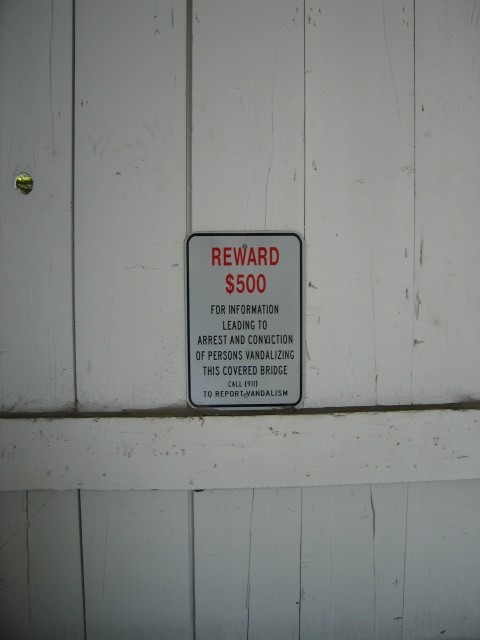 REWARD
$500
FOR INFORMATION
LEADING TO
ARREST AND CONVICTION
OF PERSONS VANDALIZING
THIS COVERED BRIDGE
CALL (911)
TO REPORT VANDALISM